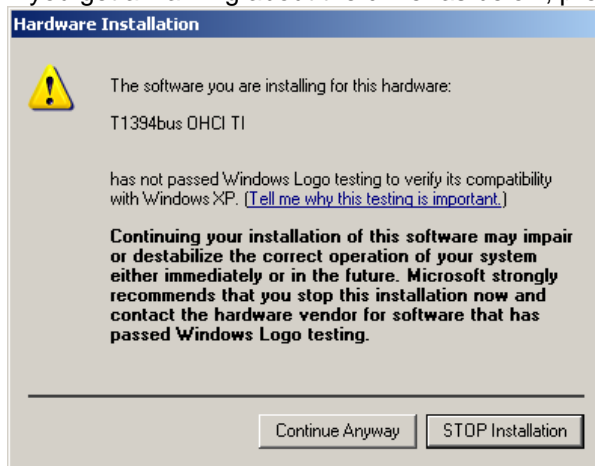 Hardware Installation
The software you are installing for this hardware:
T1394bus OHCI TI
has not passed Windows Logo testing to verify its compatibility
with Windows XP. (Tell me why this testing is important.)
Continuing your installation of this software may impair
or destabilize the correct operation of your system
either immediately or in the future. Microsoft strongly
recommends that you stop this installation now and
contact the hardware vendor for software that has
passed Windows Logo testing.
Continue Anyway STOP Installation